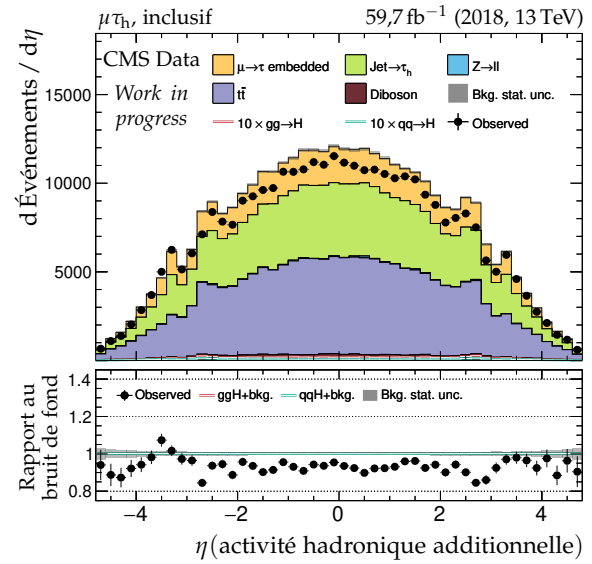 μτh, inclusif 59,7 fb−1 (2018, 13 TeV)
CMS Data
Work in
progress
μ→τ embedded Jet→τh Z→ll
tt̄ Diboson Bkg. stat. unc.
10 × gg→H 10 × qq→H Observed
d Événements / dη
15000
10000
5000
Observed ggH+bkg. qqH+bkg. Bkg. stat. unc.
Rapport au
bruit de fond
1.4
1.2
1
0.8
−4 −2 0 2 4
η(activité hadronique additionnelle)